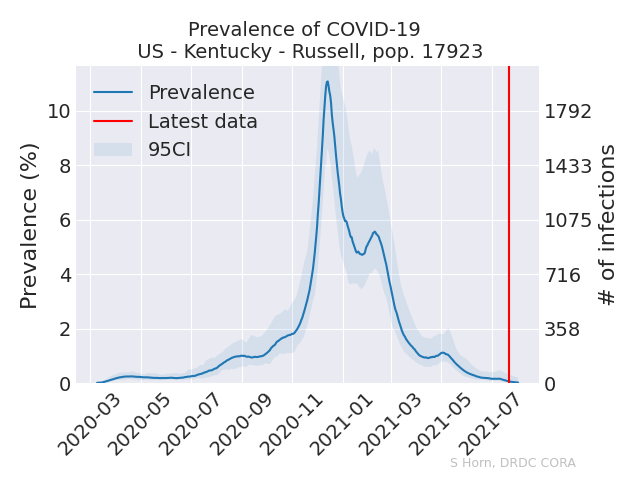 Prevalence of COVID-19
US - Kentucky - Russell, pop. 17923
Prevalence
Latest data
95CI
Prevalence (%)
10
8
6
4
2
0
1792
1433
1075
716
358
0
# of infections
2020-03
2020-05
2020-07
2020-09
2020-11
2021-01
2021-03
2021-05
2021-07
S Horn, DRDC CORA